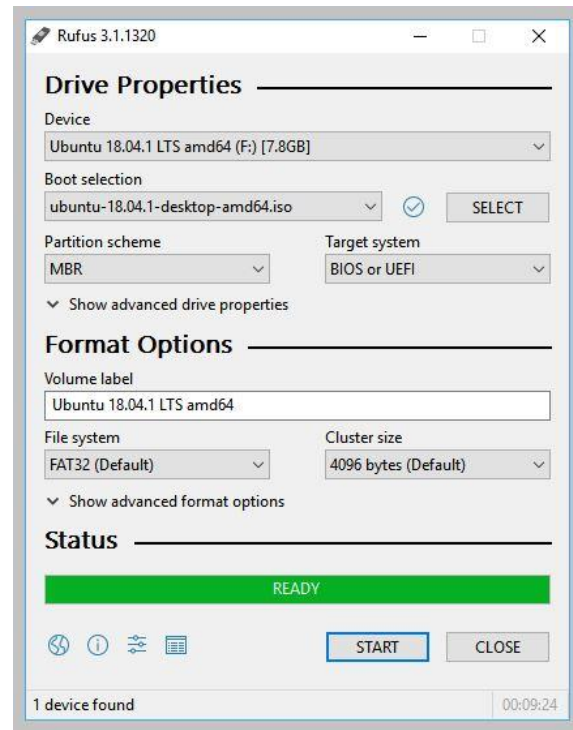 Rufus 3.1.1320
Drive Properties
Device
Ubuntu 18.04.1 LTS amd64 (F:) [7.8GB]
Boot selection
ubuntu-18.04.1-desktop-amd64.iso
SELECT
Partition scheme
Target system
MBR
BIOS or UEFI
Show advanced drive properties
Format Options
Volume label
Ubuntu 18.04.1 LTS amd64
File system
Cluster size
FAT32 (Default)
4096 bytes (Default)
Show advanced format options
Status
READY
START
CLOSE
1 device found
00:09:24